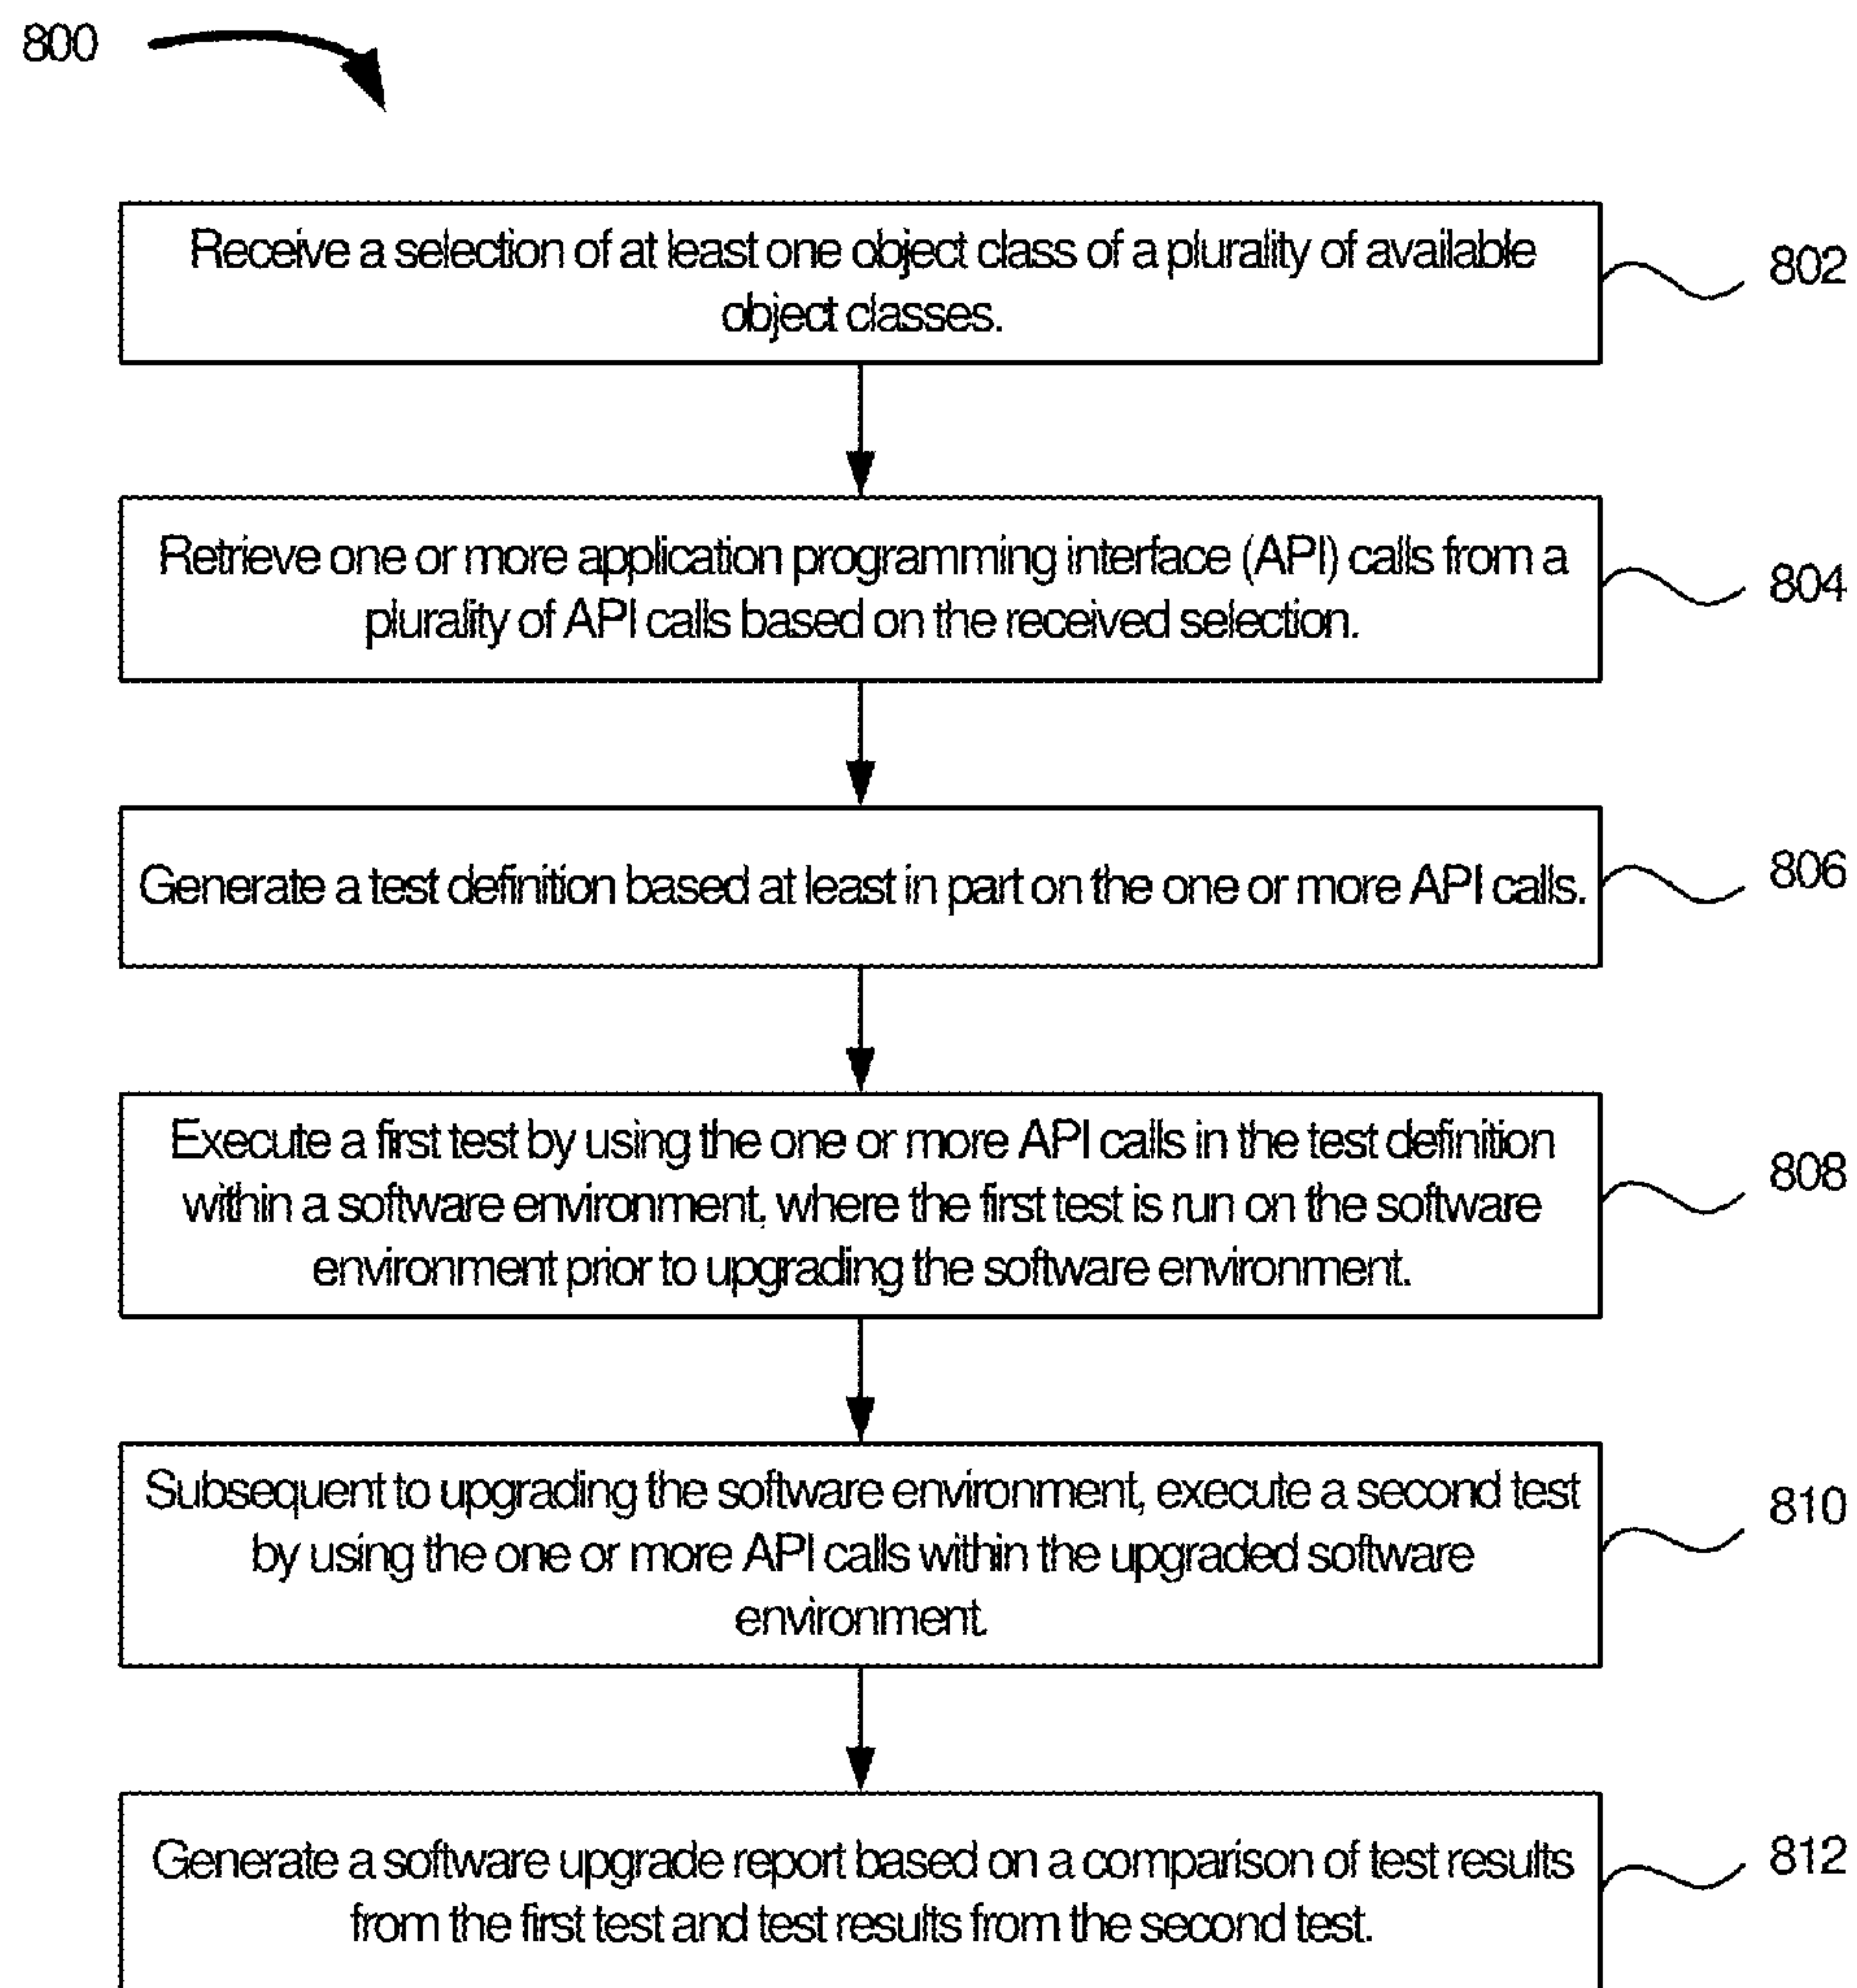 800
Receive a selection of at least one object class of a plurality of available
object classes.
802
Retrieve one or more application programming interface (API) calls from a
plurality of API calls based on the received selection.
804
Generate a test definition based at least in part on the one or more API calls.
806
Execute a first test by using the one or more API calls in the test definition
within a software environment, where the first test is run on the software
environment prior to upgrading the software environment.
808
Subsequent to upgrading the software environment, execute a second test
by using the one or more API calls within the upgraded software
environment.
810
Generate a software upgrade report based on a comparison of test results
from the first test and test results from the second test.
812